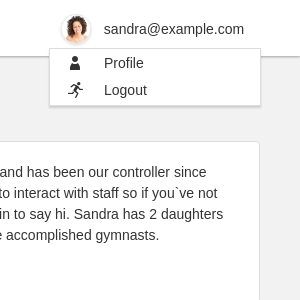 sandra@example.com
Profile
Logout
and has been our controller since
to interact with staff so if you`ve not
in to say hi. Sandra has 2 daughters
accomplished gymnasts.